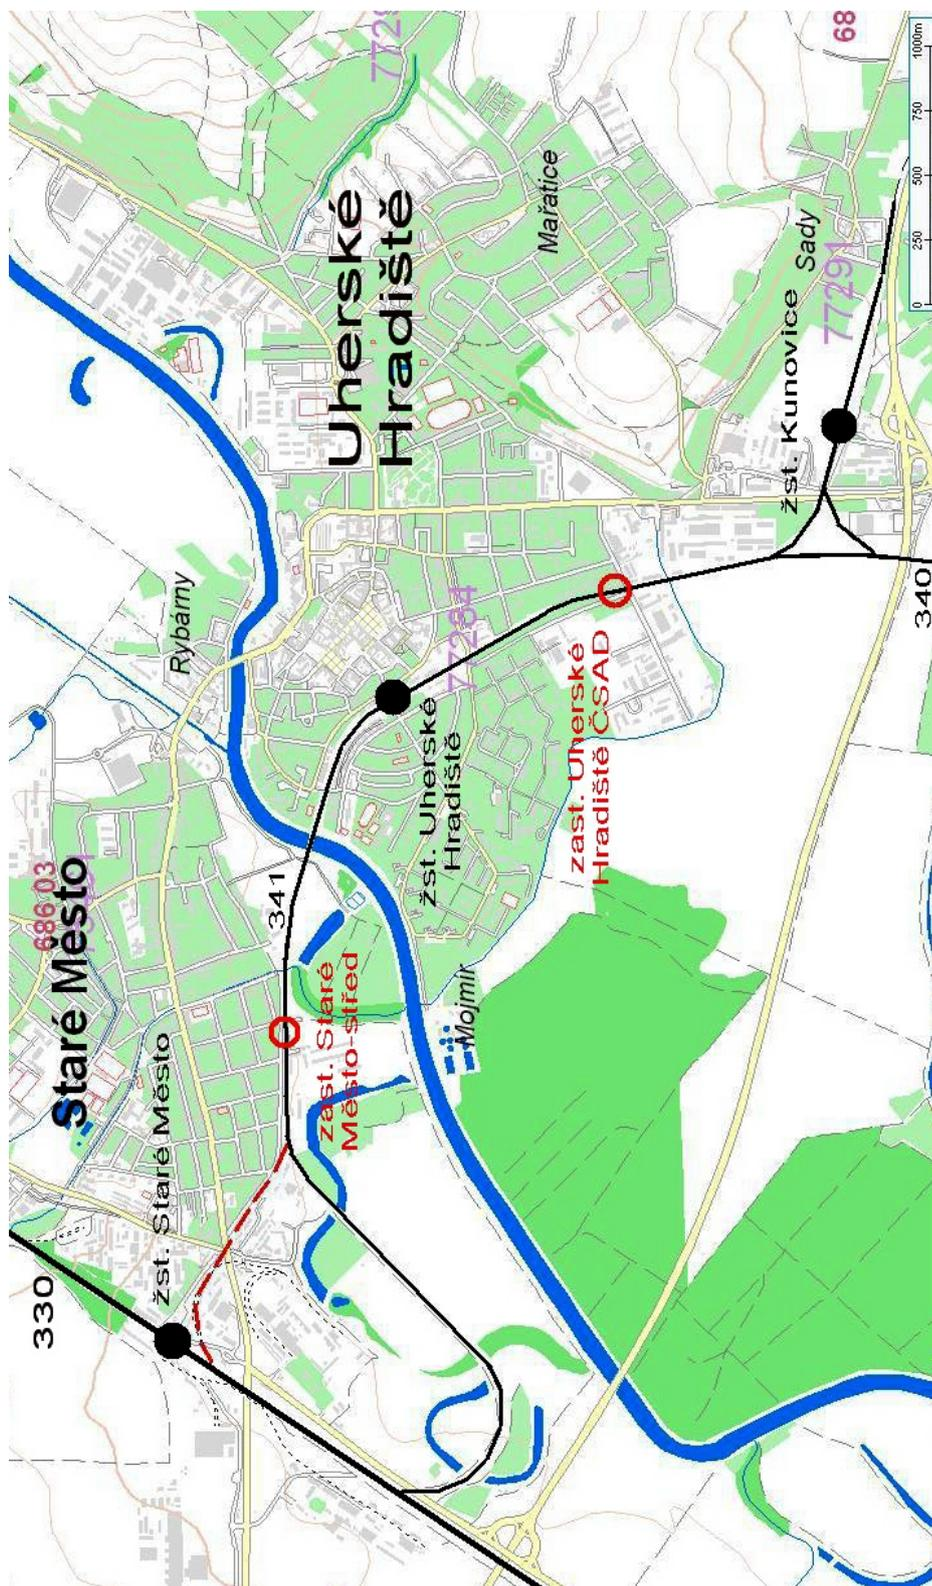 330
686 03
Staré Město
žst. Staré Město
Rybárny
341
zast. Staré
Město-střed
Uherské
Hradiště
žst. Uherské
Hradiště
77284
Mojmír
Mařatice
zast. Uherské
Hradiště ČSAD
žst. Kunovice
Sady
77291
68
340
0 250 500 750 1000m